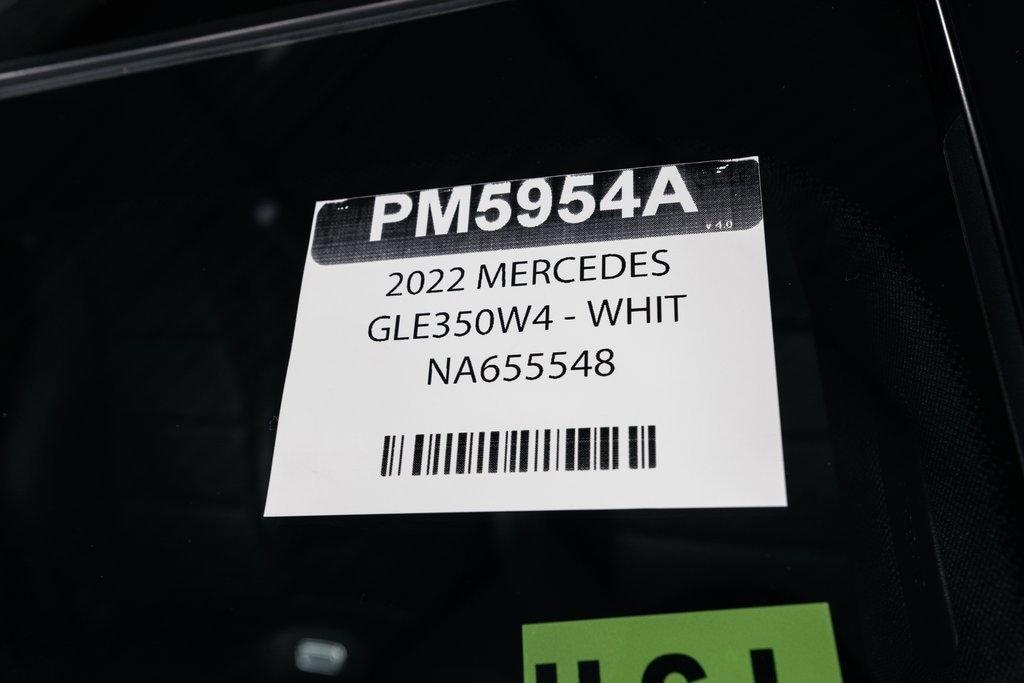 PM5954A
v 4.0
2022 MERCEDES
GLE350W4 - WHIT
NA655548